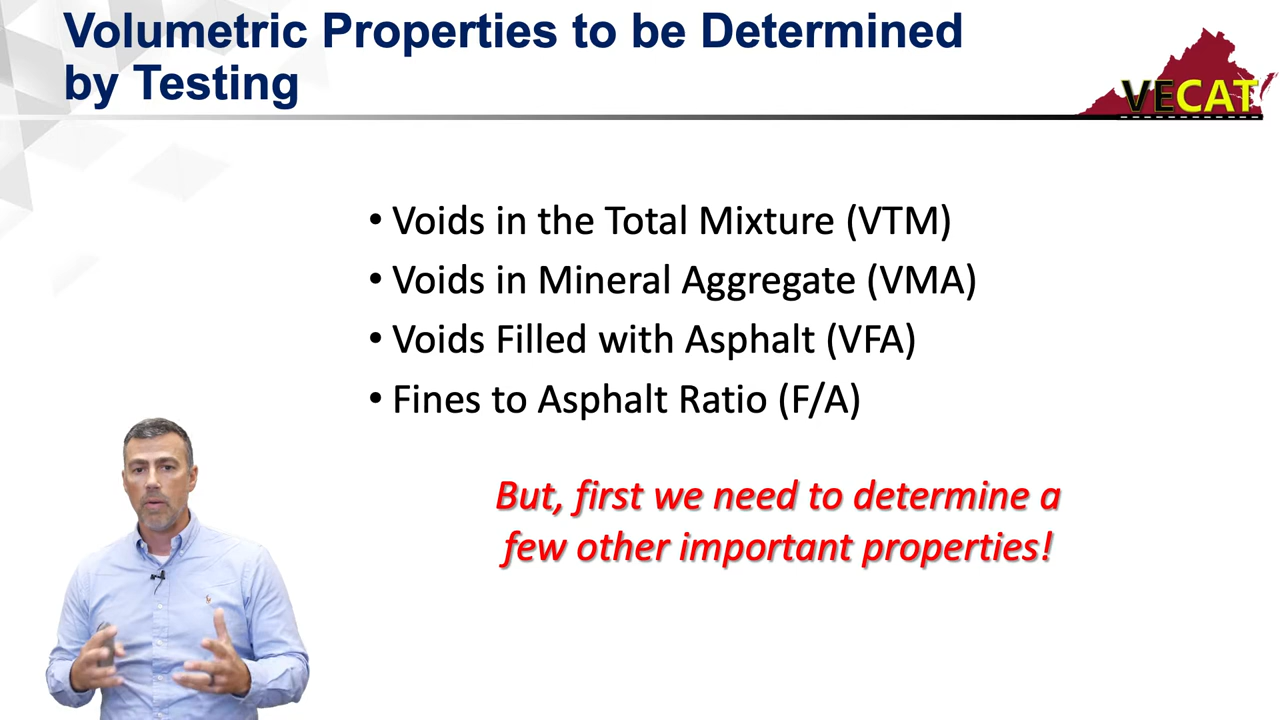 Volumetric Properties to be Determined
by Testing
VECAT
• Voids in the Total Mixture (VTM)
• Voids in Mineral Aggregate (VMA)
• Voids Filled with Asphalt (VFA)
• Fines to Asphalt Ratio (F/A)
But, first we need to determine a
few other important properties!